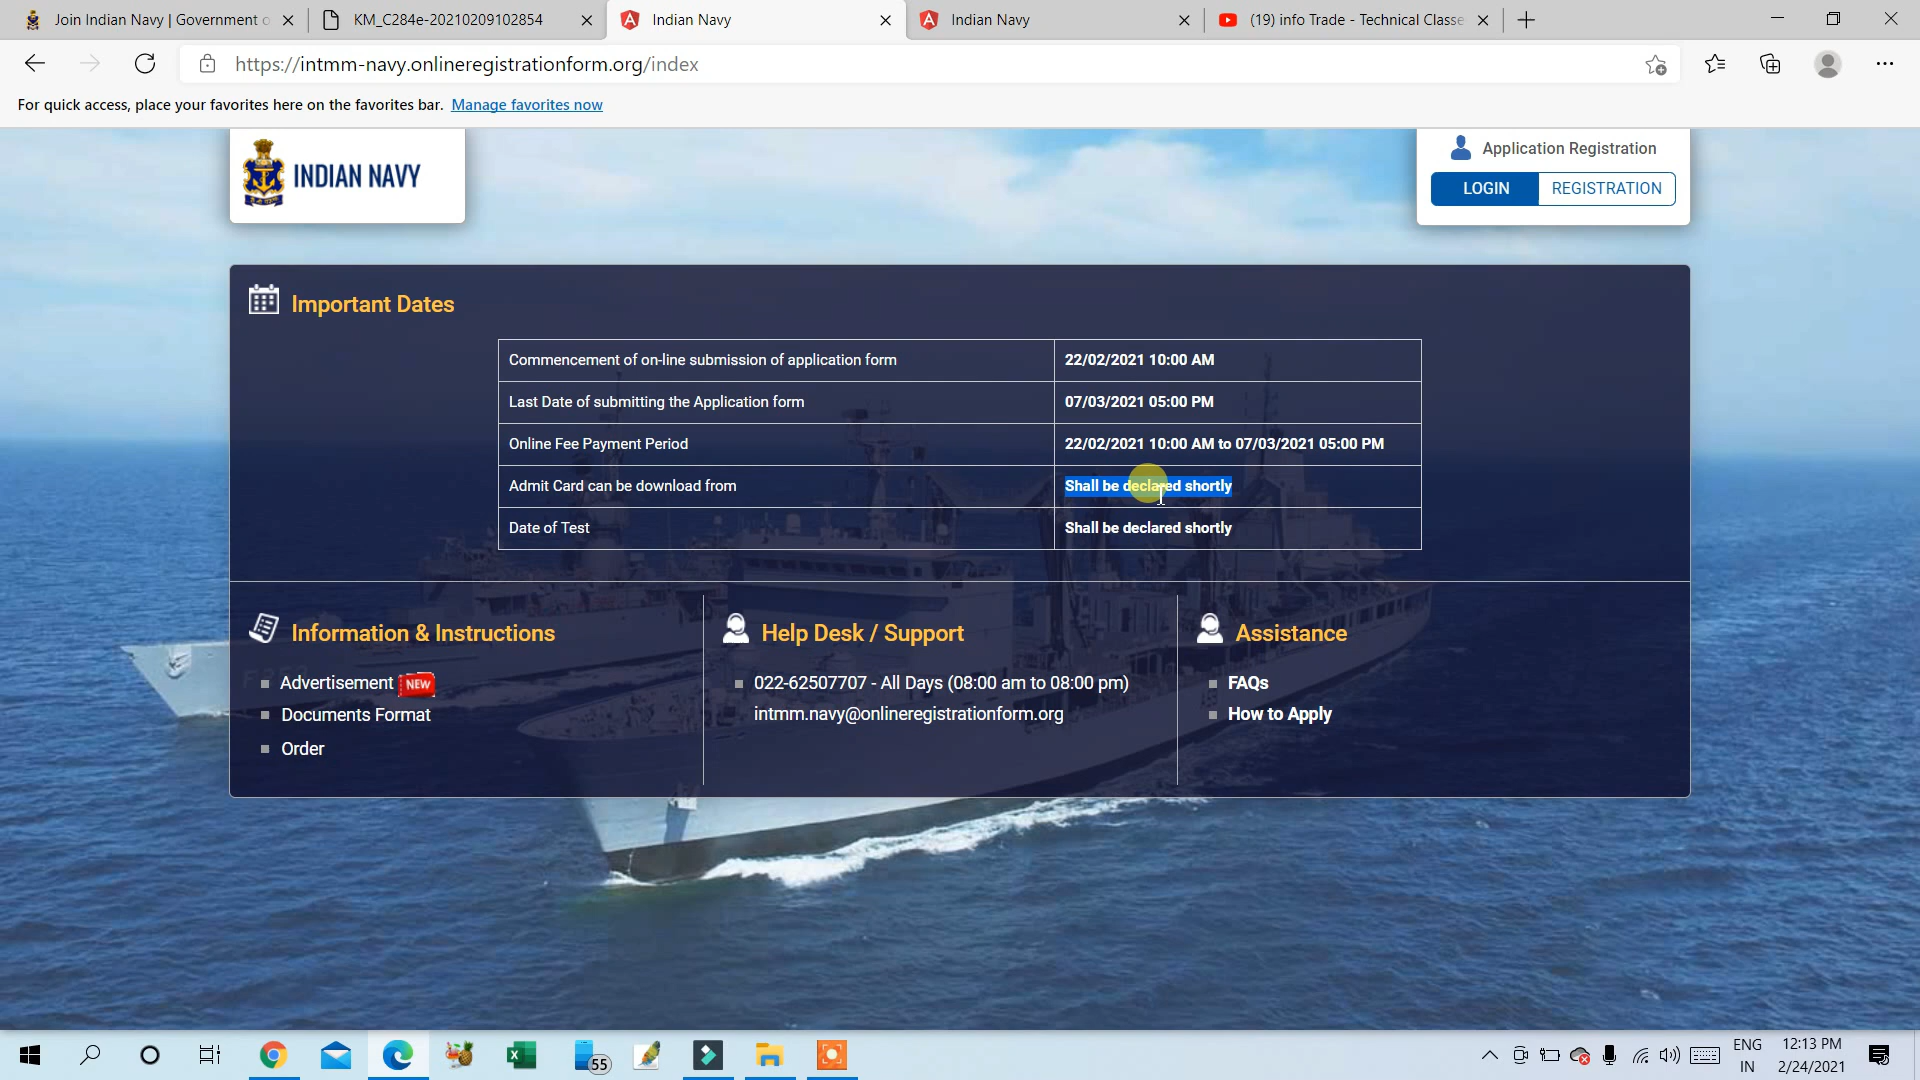 Join Indian Navy | Government o
KM_C284e-20210209102854
Indian Navy
Indian Navy
(19) info Trade - Technical Classe
https://intmm-navy.onlineregistrationform.org/index
For quick access, place your favorites here on the favorites bar. Manage favorites now
INDIAN NAVY
Application Registration
LOGIN
REGISTRATION
Important Dates
Commencement of on-line submission of application form
22/02/2021 10:00 AM
Last Date of submitting the Application form
07/03/2021 05:00 PM
Online Fee Payment Period
22/02/2021 10:00 AM to 07/03/2021 05:00 PM
Admit Card can be download from
Shall be declared shortly
Date of Test
Shall be declared shortly
Information & Instructions
Advertisement NEW
Documents Format
Order
Help Desk / Support
022-62507707 - All Days (08:00 am to 08:00 pm)
intmm.navy@onlineregistrationform.org
Assistance
FAQs
How to Apply
55
ENG
IN
12:13 PM
2/24/2021